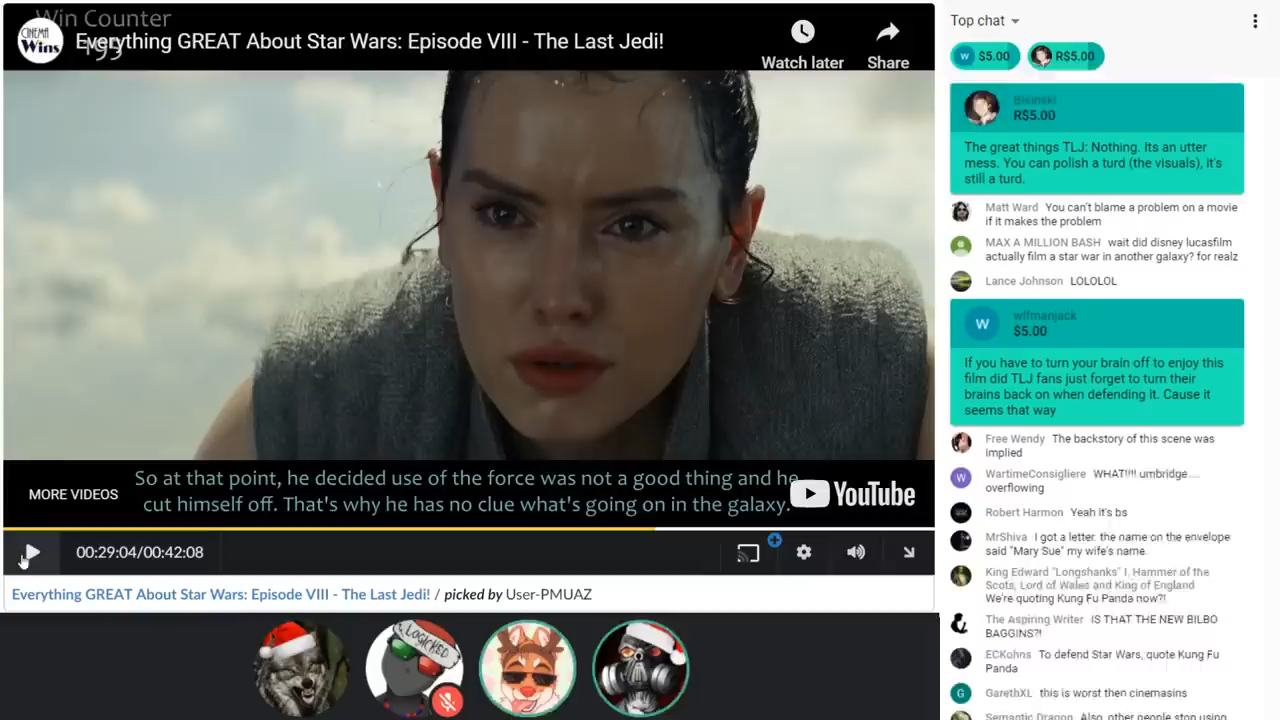 Win Counter
195
CINEMA
Wins
Everything GREAT About Star Wars: Episode VIII - The Last Jedi!
Watch later
Share
So at that point, he decided use of the force was not a good thing and he
cut himself off. That's why he has no clue what's going on in the galaxy.
MORE VIDEOS
YouTube
00:29:04/00:42:08
Everything GREAT About Star Wars: Episode VIII - The Last Jedi! / picked by User-PMUAZ
LOGICKED
Top chat
W $5.00
R$5.00
Bisinski
R$5.00
The great things TLJ: Nothing. Its an utter
mess. You can polish a turd (the visuals), it's
still a turd.
Matt Ward You can't blame a problem on a movie
if it makes the problem
MAX A MILLION BASH wait did disney lucasfilm
actually film a star war in another galaxy? for realz
Lance Johnson LOLOLOL
W
wlfmanjack
$5.00
If you have to turn your brain off to enjoy this
film did TLJ fans just forget to turn their
brains back on when defending it. Cause it
seems that way
Free Wendy The backstory of this scene was
implied
W WartimeConsigliere WHAT!!!! umbridge
overflowing
Robert Harmon Yeah it's bs
MrShiva I got a letter. the name on the envelope
said "Mary Sue" my wife's name.
King Edward "Longshanks" I, Hammer of the
Scots, Lord of Wales and King of England
We're quoting Kung Fu Panda now?!
The Aspiring Writer IS THAT THE NEW BILBO
BAGGINS?!
ECKohns To defend Star Wars, quote Kung Fu
Panda
G GarethXL this is worst then cinemasins
Semantic Dragon Also, other people stop using